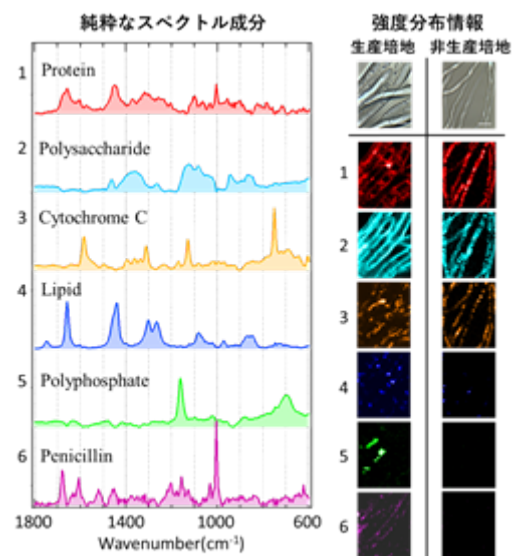 純粋なスペクトル成分
強度分布情報
生産培地 非生産培地
1 Protein
2 Polysaccharide
3 Cytochrome C
4 Lipid
5 Polyphosphate
6 Penicillin
1800 1400 1000 600
Wavenumber(cm⁻¹)
1
2
3
4
5
6